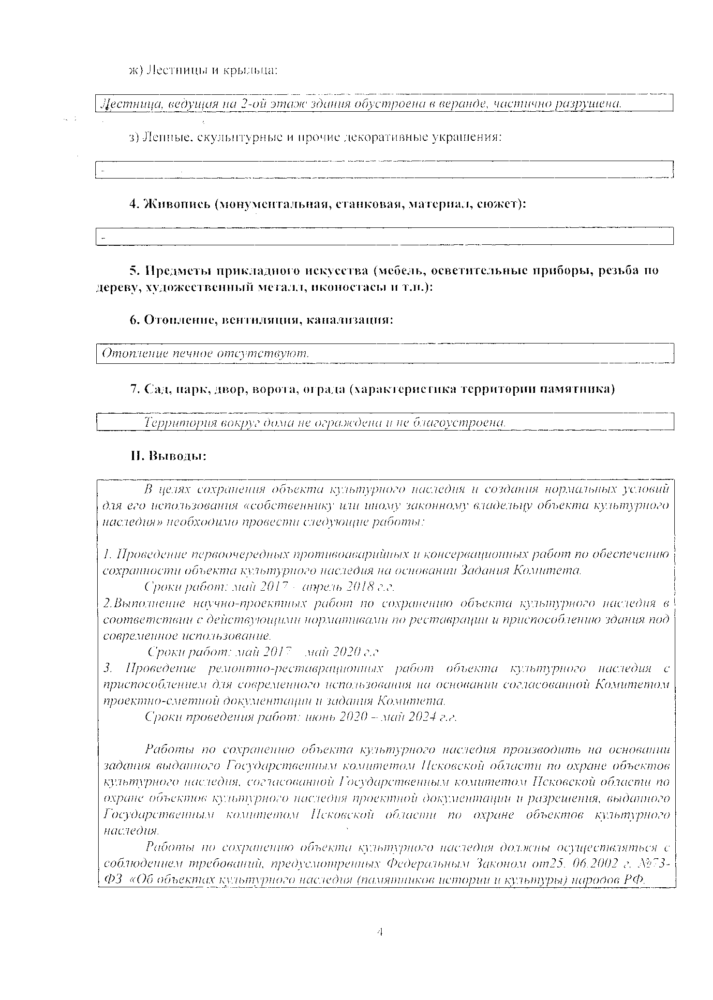 ж) Лестницы и крыльца:
Лестница, ведущая на 2-ой этаж здания обустроена в веранде, частично разрушена.
з) Лепные, скульптурные и прочие декоративные украшения:
-
4. Живопись (монументальная, станковая, материал, сюжет):
-
5. Предметы прикладного искусства (мебель, осветительные приборы, резьба по
дереву, художественный металл, иконостасы и т.п.):
6. Отопление, вентиляция, канализация:
Отопление печное отсутствуют.
7. Сад, парк, двор, ворота, ограда (характеристика территории памятника)
Территория вокруг дома не ограждена и не благоустроена.
II. Выводы:
В целях сохранения объекта культурного наследия и создания нормальных условий
для его использования «собственнику или иному законному владельцу объекта культурного
наследия» необходимо провести следующие работы:
1. Проведение первоочередных противоаварийных и консервационных работ по обеспечению
сохранности объекта культурного наследия на основании Задания Комитета.
Сроки работ: май 2017 - апрель 2018 г.г.
2.Выполнение научно-проектных работ по сохранению объекта культурного наследия в
соответствии с действующими нормативами по реставрации и приспособлению здания под
современное использование.
Сроки работ: май 2017 – май 2020 г.г
3. Проведение ремонтно-реставрационных работ объекта культурного наследия с
приспособлением для современного использования на основании согласованной Комитетом
проектно-сметной документации и задания Комитета.
Сроки проведения работ: июнь 2020 – май 2024 г.г.
Работы по сохранению объекта культурного наследия производить на основании
задания выданного Государственным комитетом Псковской области по охране объектов
культурного наследия, согласованной Государственным комитетом Псковской области по
охране объектов культурного наследия проектной документации и разрешения, выданного
Государственным комитетом Псковской области по охране объектов культурного
наследия.
Работы по сохранению объекта культурного наследия должны осуществляться с
соблюдением требований, предусмотренных Федеральным Законом от25. 06.2002 г. №73-
ФЗ «Об объектах культурного наследия (памятников истории и культуры) народов РФ.
4